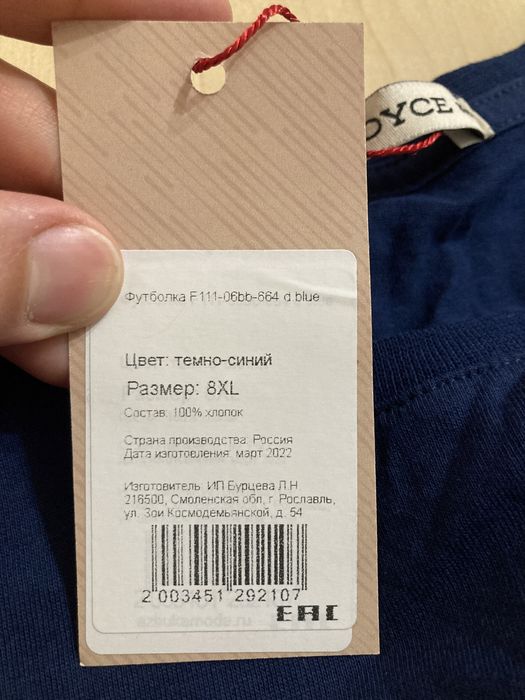 OYCE
Футболка F111-06bb-664 d.blue
Цвет: темно-синий
Размер: 8XL
Состав: 100% хлопок
Страна производства: Россия
Дата изготовления: март 2022
Изготовитель: ИП Бурцева Л.Н.
216500, Смоленская обл, г. Рославль,
ул. Зои Космодемьянской, д. 54
2 003451 292107
EAC